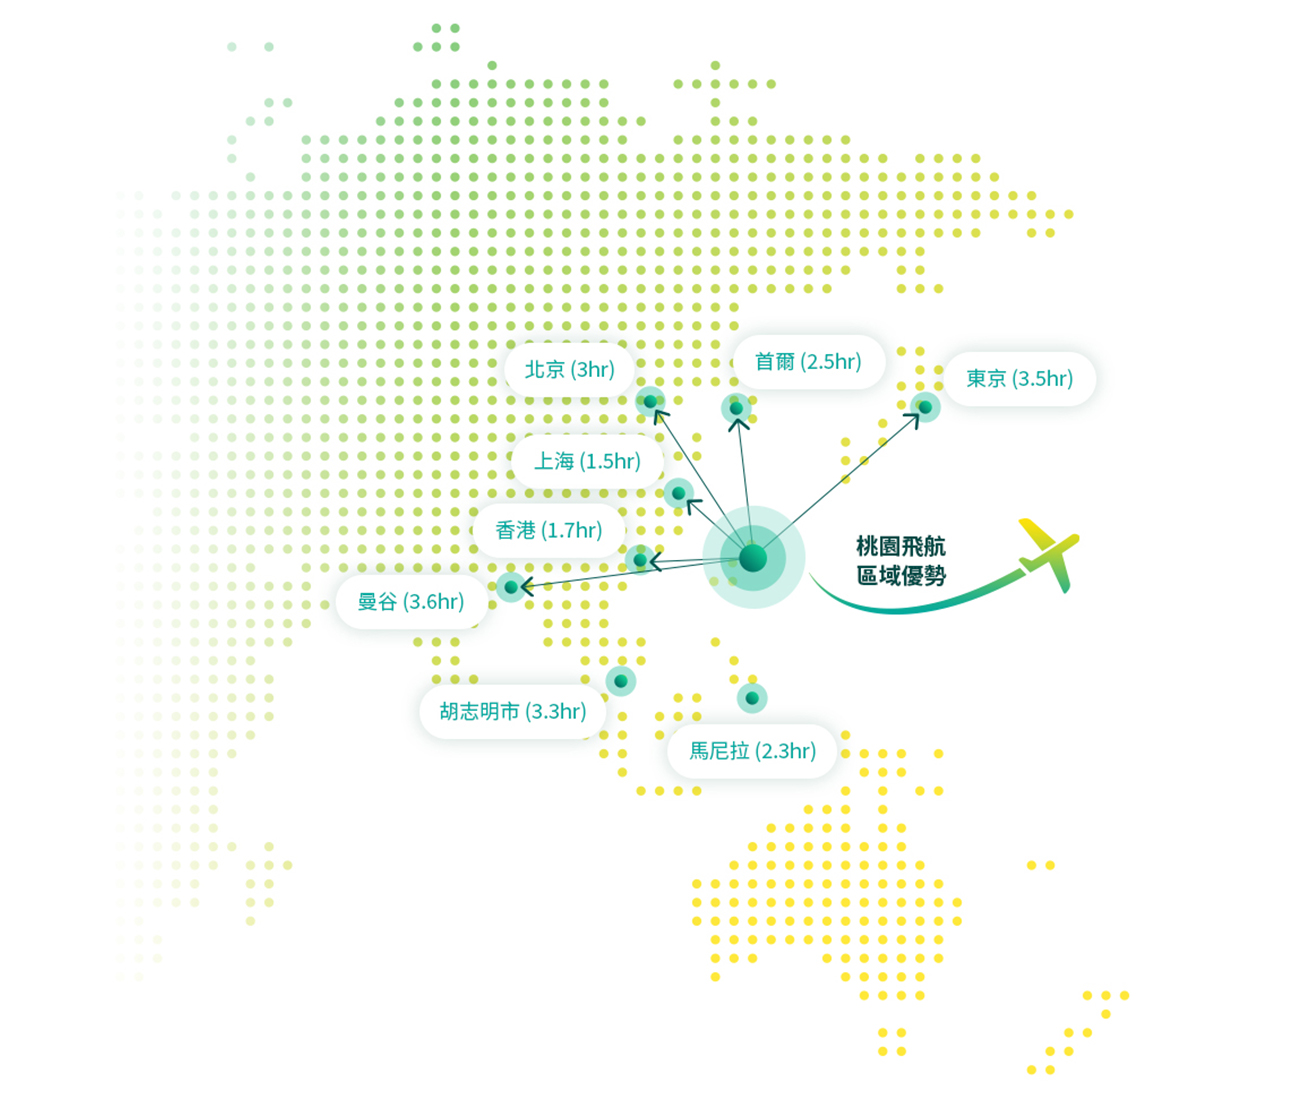 首爾 (2.5hr)
北京 (3hr)
東京 (3.5hr)
上海 (1.5hr)
香港 (1.7hr)
桃園飛航
區域優勢
曼谷 (3.6hr)
胡志明市 (3.3hr)
馬尼拉 (2.3hr)